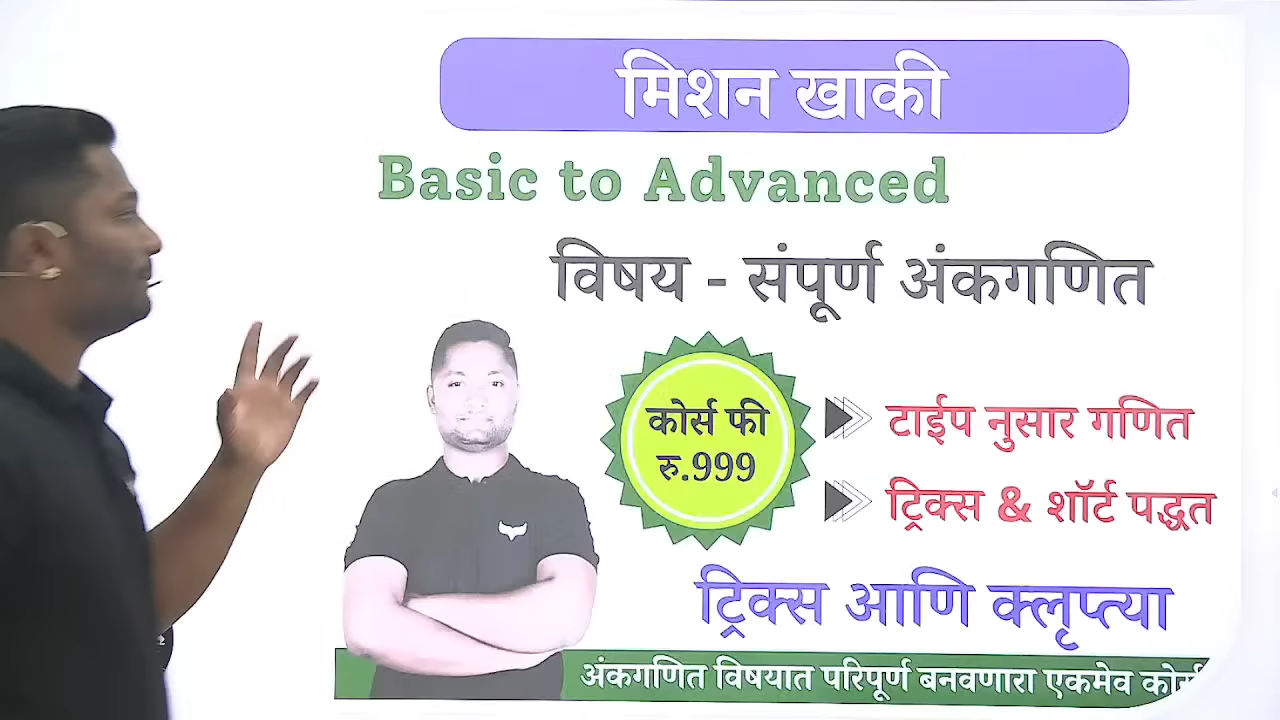 मिशन खाकी
Basic to Advanced
विषय - संपूर्ण अंकगणित
कोर्स फी
रु.999
टाईप नुसार गणित
ट्रिक्स & शॉर्ट पद्धत
ट्रिक्स आणि क्लृप्त्या
अंकगणित विषयात परिपूर्ण बनवणारा एकमेव